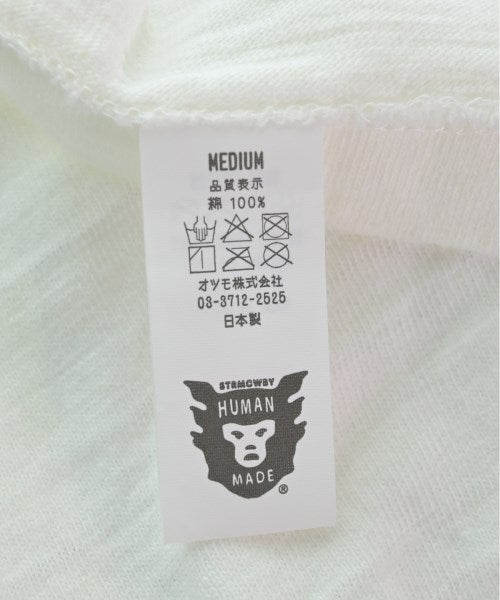 MEDIUM
品質表示
綿 100%
オツモ株式会社
03-3712-2525
日本製
STRMCWBY
HUMAN
MADE
®